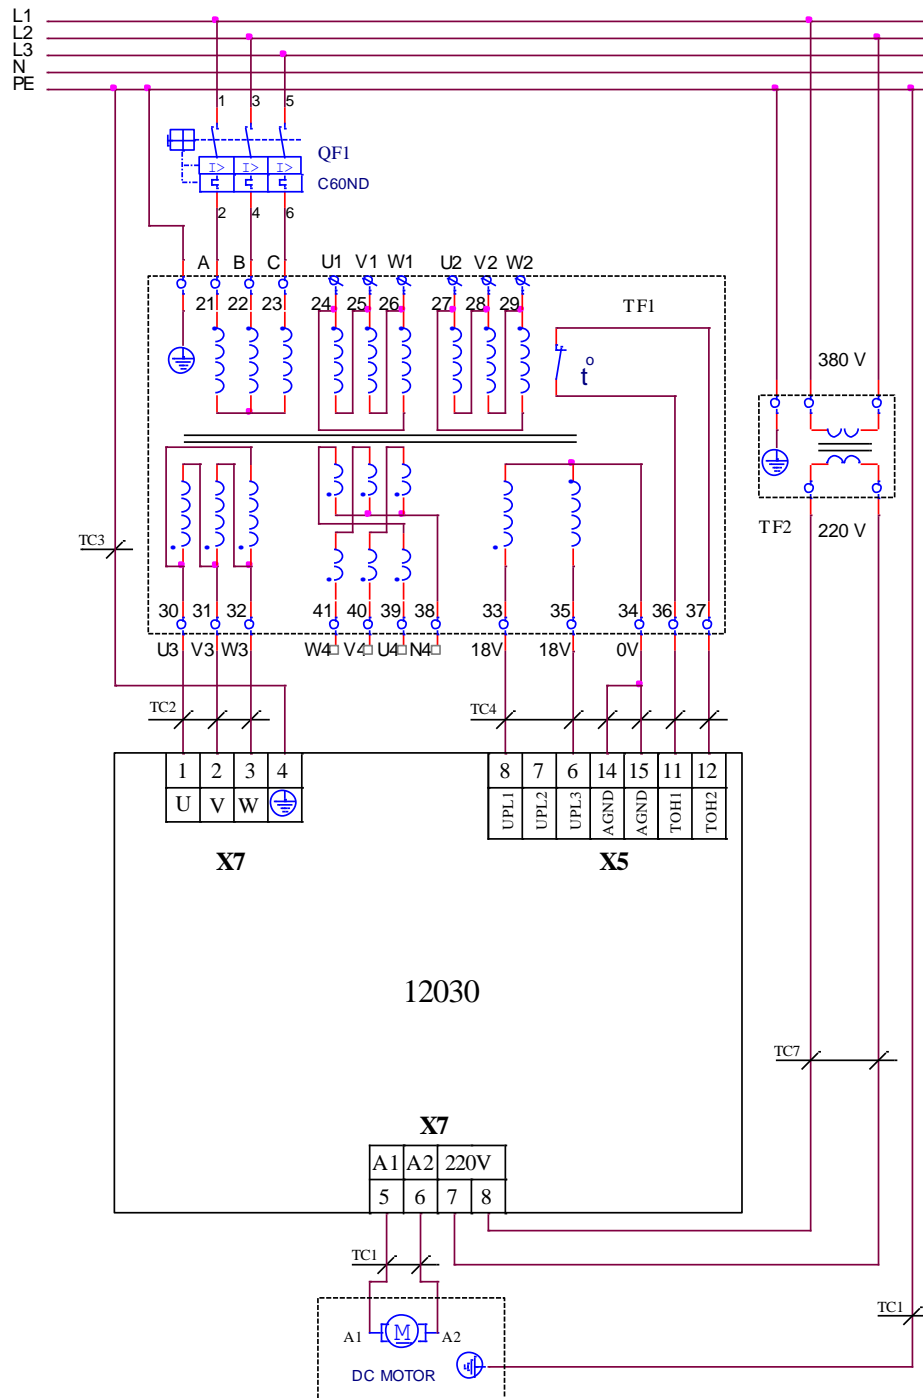 L1
L2
L3
N
PE
1 3 5
QF1
I> I> I>
C60ND
2 4 6
A B C U1 V1 W1 U2 V2 W2
21 22 23 24 25 26 27 28 29 TF1
380 V
t°
TC3
TF2 220 V
30 31 32 41 40 39 38 33 35 34 36 37
U3 V3 W3 W4 V4 U4 N4 18V 18V 0V
TC2 TC4
1 2 3 4 8 7 6 14 15 11 12
U V W UPL1 UPL2 UPL3 AGND AGND TOH1 TOH2
X7 X5
12030
TC7
X7
A1 A2 220V
5 6 7 8
TC1
TC1
A1 M A2
DC MOTOR